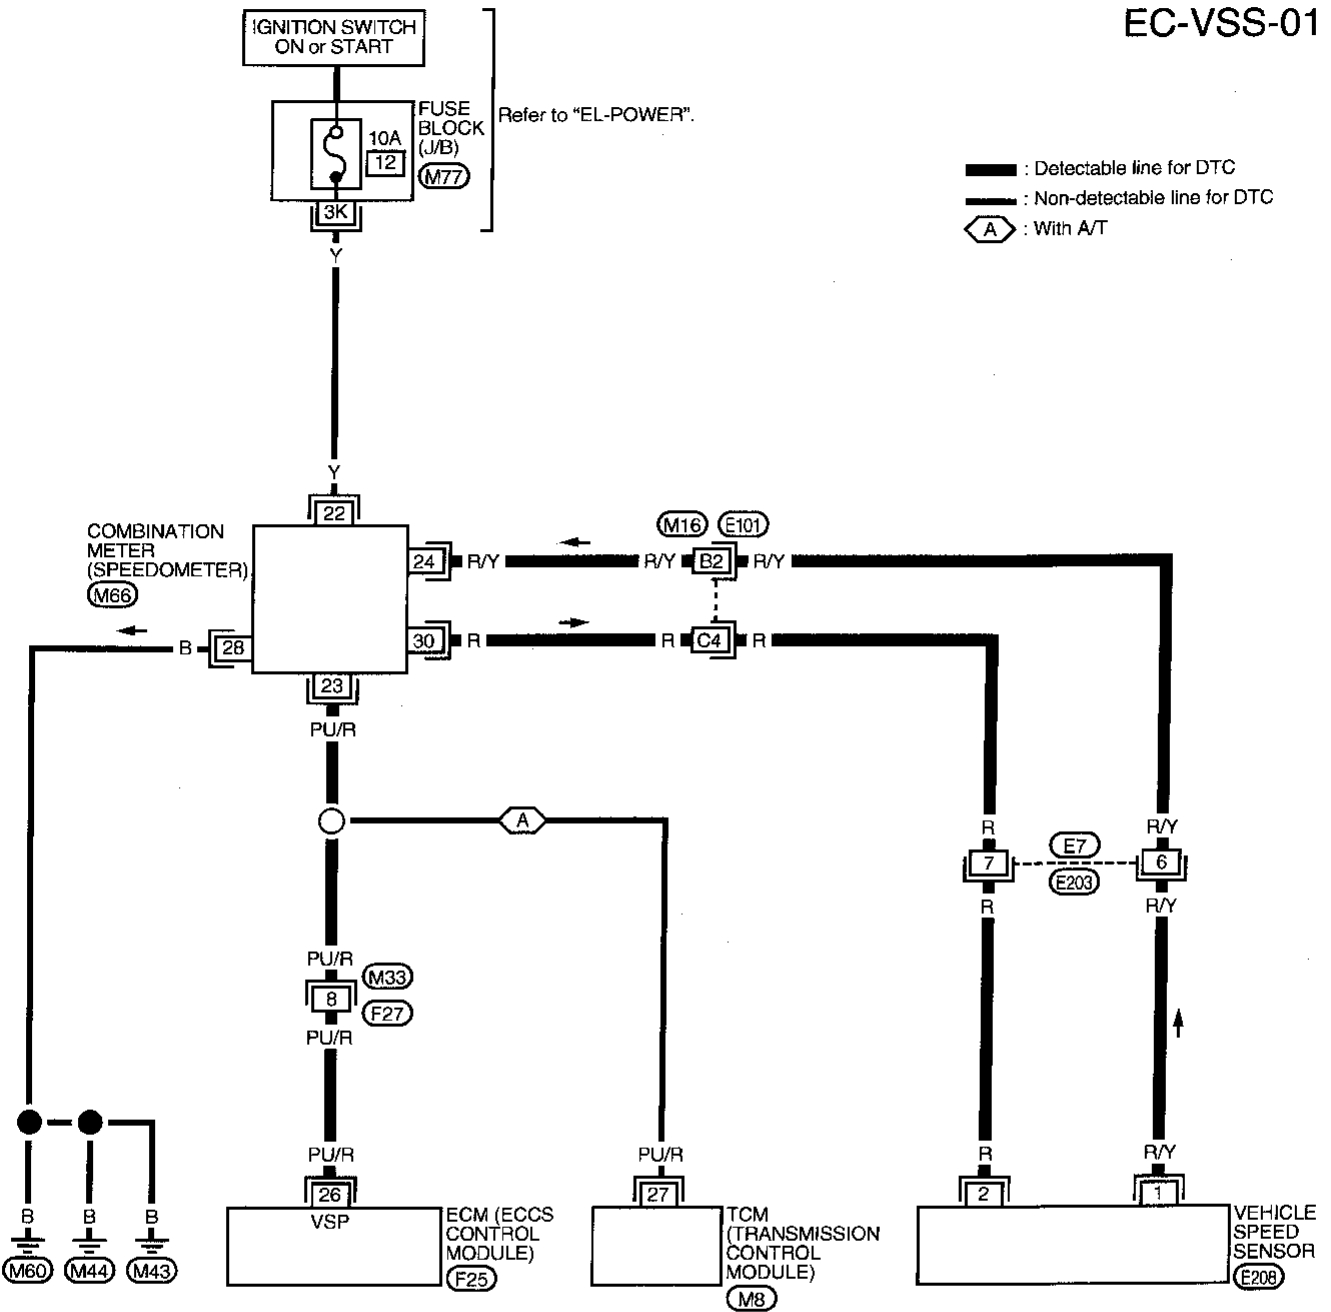 EC-VSS-01
IGNITION SWITCH
ON or START
FUSE
BLOCK
(J/B)
M77
10A
12
3K
Refer to "EL-POWER".
: Detectable line for DTC
: Non-detectable line for DTC
A : With A/T
Y
Y
22
COMBINATION
METER
(SPEEDOMETER)
M66
M16 E101
24 R/Y R/Y B2 R/Y
30 R R C4 R
B 28
23
PU/R
A
R R/Y
7 E7 6
E203
R R/Y
PU/R
M33
8
F27
PU/R
PU/R PU/R R R/Y
26 27 2 1
VSP
ECM (ECCS
CONTROL
MODULE)
F25
TCM
(TRANSMISSION
CONTROL
MODULE)
M8
VEHICLE
SPEED
SENSOR
E208
B B B
M60 M44 M43